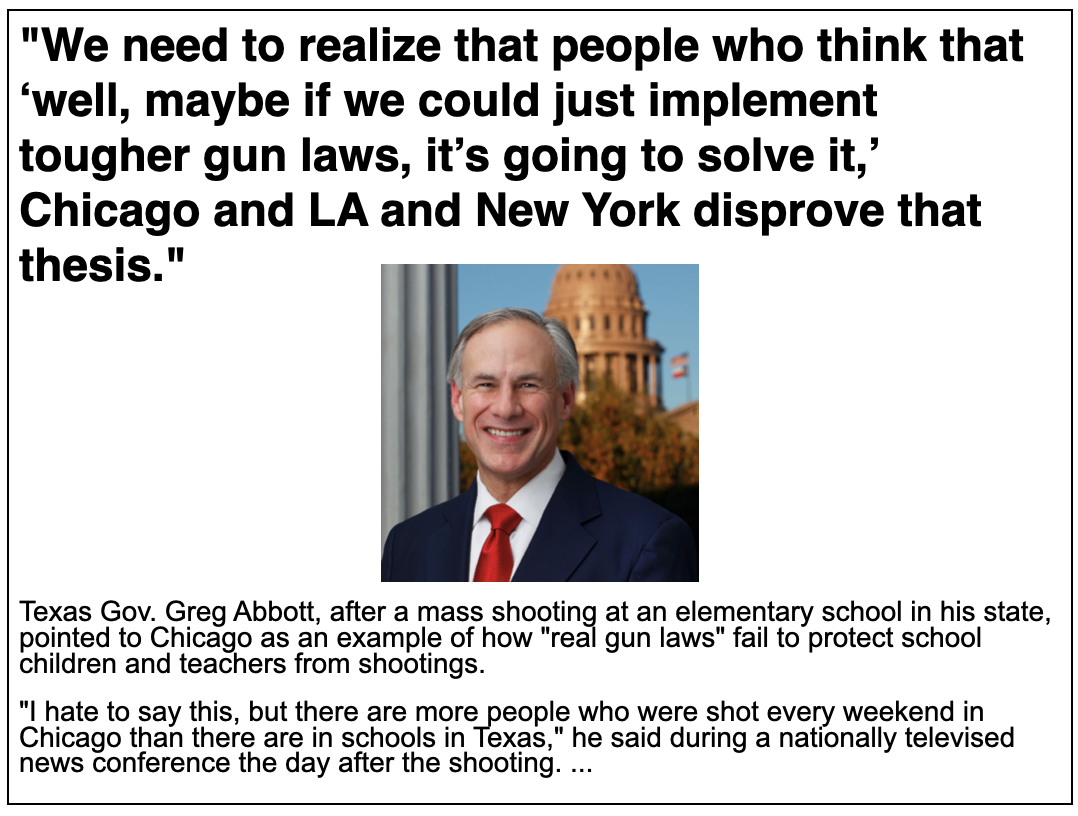 "We need to realize that people who think that
‘well, maybe if we could just implement
tougher gun laws, it’s going to solve it,’
Chicago and LA and New York disprove that
thesis."
Texas Gov. Greg Abbott, after a mass shooting at an elementary school in his state,
pointed to Chicago as an example of how "real gun laws" fail to protect school
children and teachers from shootings.
"I hate to say this, but there are more people who were shot every weekend in
Chicago than there are in schools in Texas," he said during a nationally televised
news conference the day after the shooting. ...